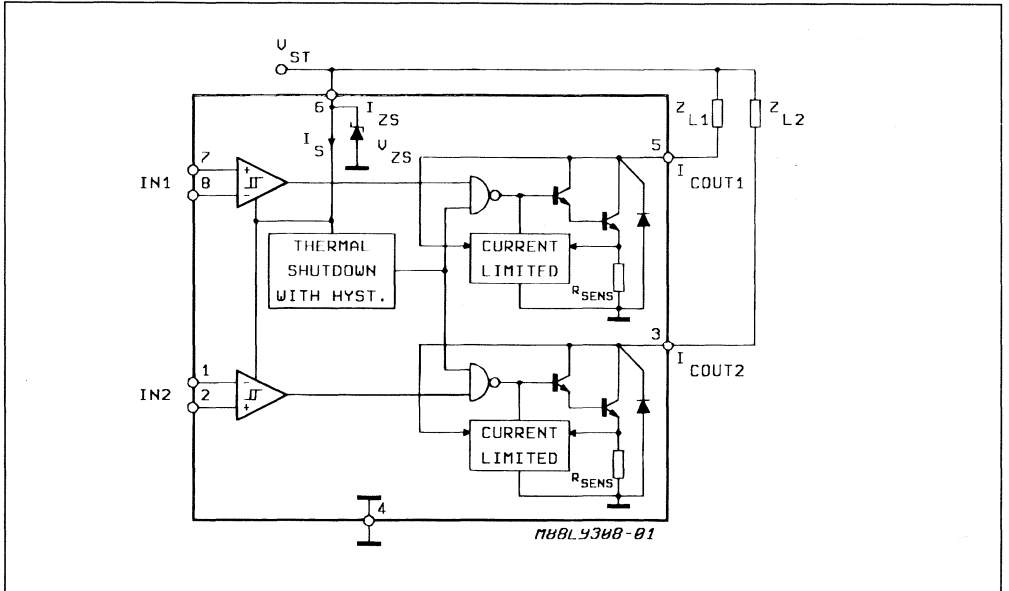 V ST
6
I ZS
I S
V ZS
Z L1
Z L2
5
I COUT1
7
8
IN1
+
-
THERMAL
SHUTDOWN
WITH HYST.
CURRENT
LIMITED
R SENS
3
I COUT2
1
2
IN2
-
+
CURRENT
LIMITED
R SENS
4
M88L9308-01